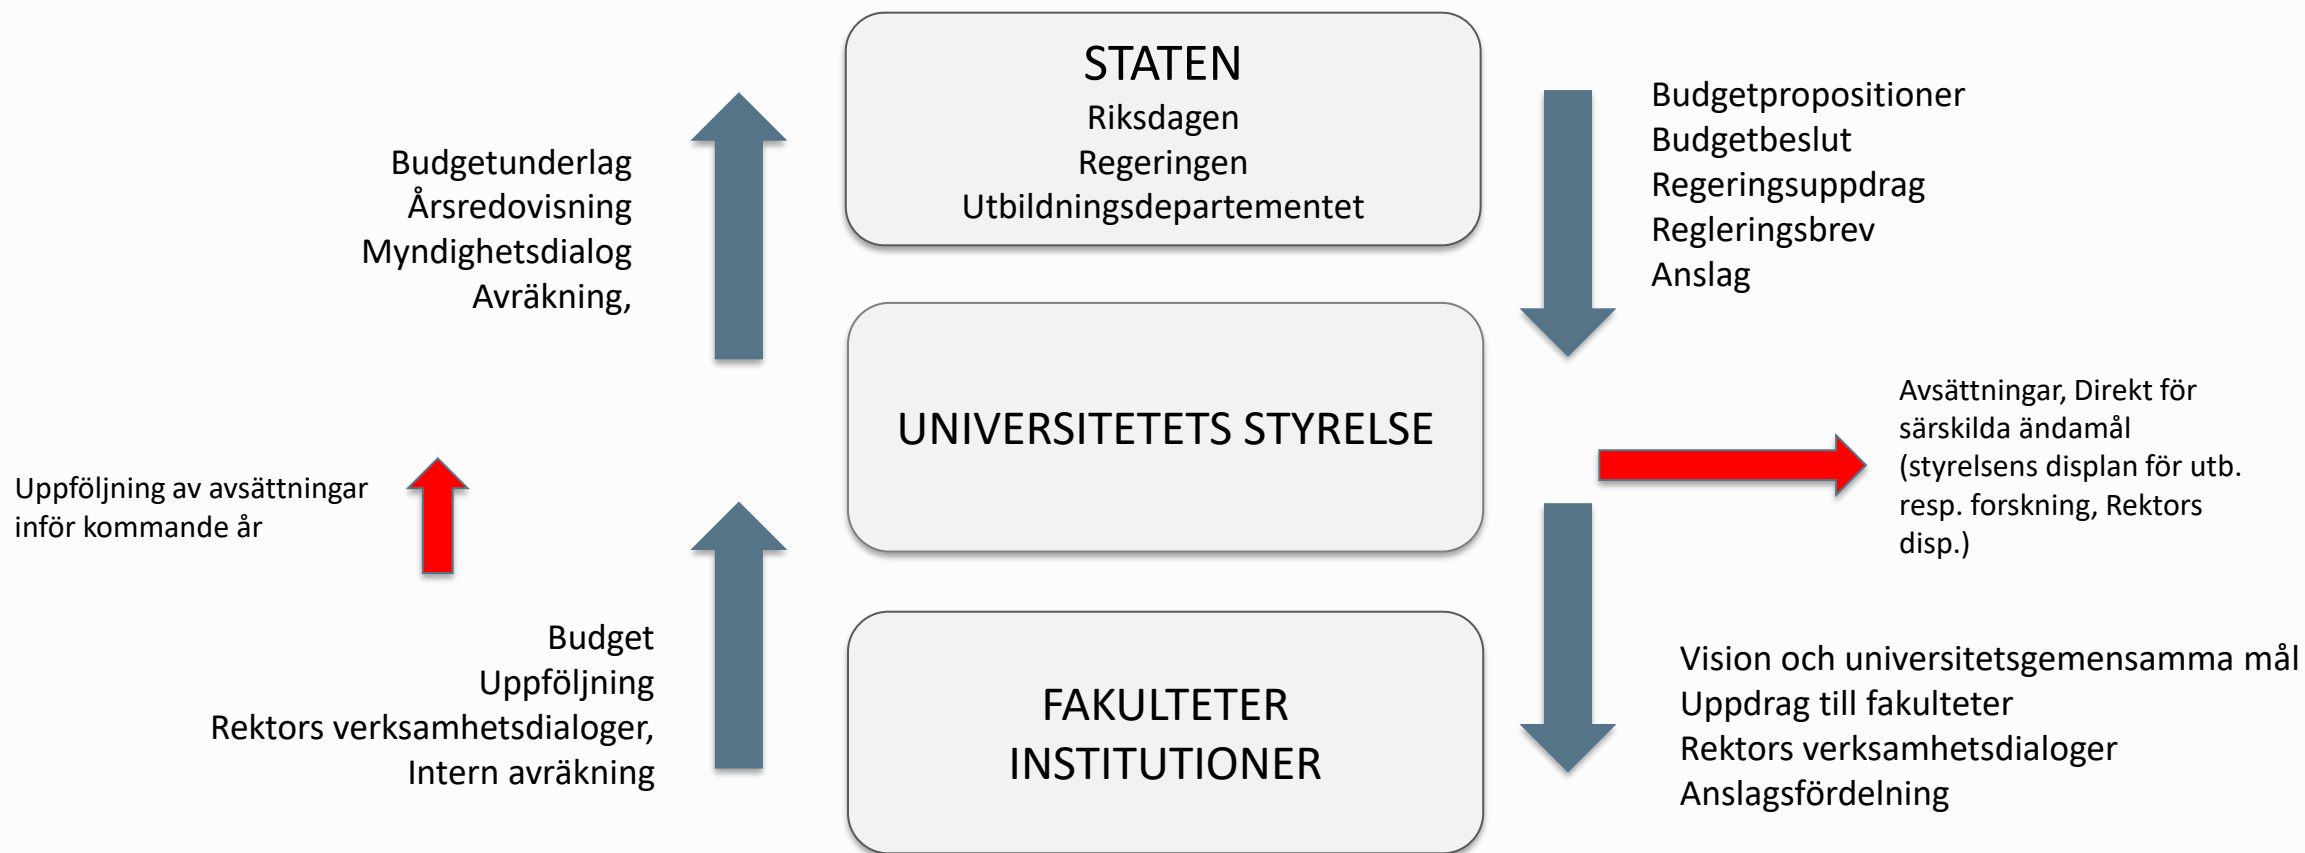 STATEN
Riksdagen
Regeringen
Utbildningsdepartementet
Budgetunderlag
Årsredovisning
Myndighetsdialog
Avräkning,
Budgetpropositioner
Budgetbeslut
Regeringsuppdrag
Regleringsbrev
Anslag
UNIVERSITETETS STYRELSE
Avsättningar, Direkt för
särskilda ändamål
(styrelsens displan för utb.
resp. forskning, Rektors
disp.)
Uppföljning av avsättningar
inför kommande år
Budget
Uppföljning
Rektors verksamhetsdialoger,
Intern avräkning
FAKULTETER
INSTITUTIONER
Vision och universitetsgemensamma mål
Uppdrag till fakulteter
Rektors verksamhetsdialoger
Anslagsfördelning